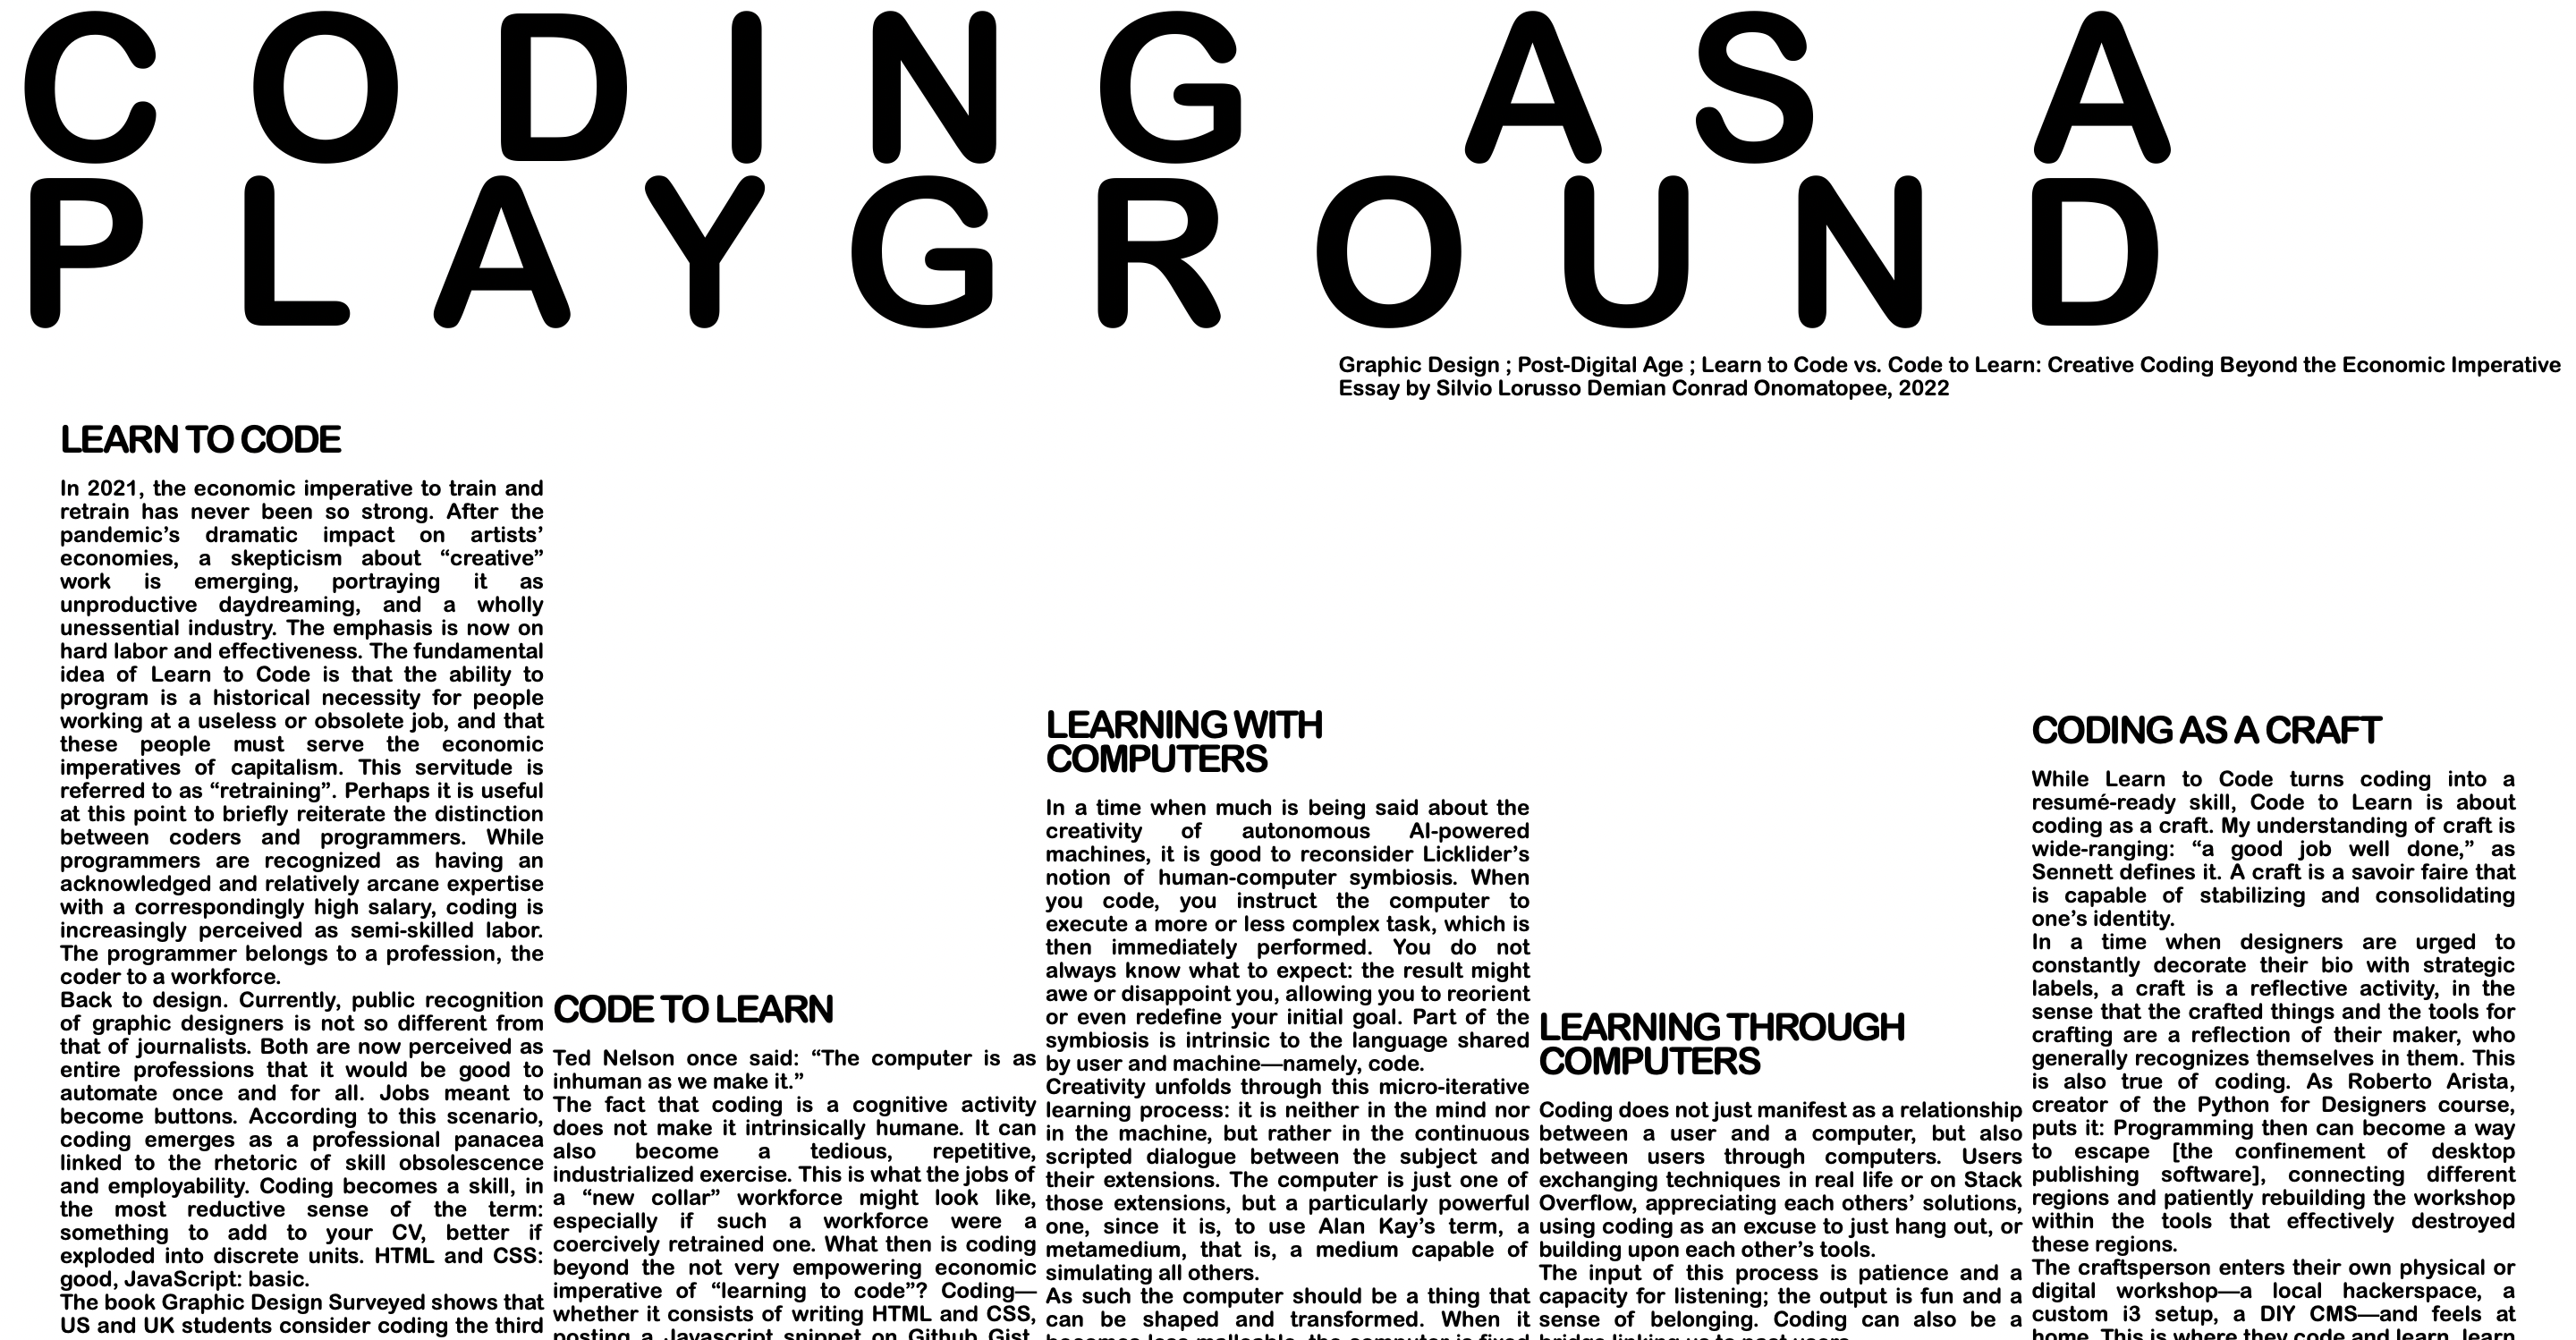 CODING AS A
PLAYGROUND
Graphic Design ; Post-Digital Age ; Learn to Code vs. Code to Learn: Creative Coding Beyond the Economic Imperative
Essay by Silvio Lorusso Demian Conrad Onomatopee, 2022
LEARN TO CODE
In 2021, the economic imperative to train and
retrain has never been so strong. After the
pandemic’s dramatic impact on artists’
economies, a skepticism about “creative”
work is emerging, portraying it as
unproductive daydreaming, and a wholly
unessential industry. The emphasis is now on
hard labor and effectiveness. The fundamental
idea of Learn to Code is that the ability to
program is a historical necessity for people
working at a useless or obsolete job, and that
these people must serve the economic
imperatives of capitalism. This servitude is
referred to as “retraining”. Perhaps it is useful
at this point to briefly reiterate the distinction
between coders and programmers. While
programmers are recognized as having an
acknowledged and relatively arcane expertise
with a correspondingly high salary, coding is
increasingly perceived as semi-skilled labor.
The programmer belongs to a profession, the
coder to a workforce.
Back to design. Currently, public recognition
of graphic designers is not so different from
that of journalists. Both are now perceived as
entire professions that it would be good to
automate once and for all. Jobs meant to
become buttons. According to this scenario,
coding emerges as a professional panacea
linked to the rhetoric of skill obsolescence
and employability. Coding becomes a skill, in
the most reductive sense of the term:
something to add to your CV, better if
exploded into discrete units. HTML and CSS:
good, JavaScript: basic.
The book Graphic Design Surveyed shows that
US and UK students consider coding the third
CODE TO LEARN
Ted Nelson once said: “The computer is as
inhuman as we make it.”
The fact that coding is a cognitive activity
does not make it intrinsically humane. It can
also become a tedious, repetitive,
industrialized exercise. This is what the jobs of
a “new collar” workforce might look like,
especially if such a workforce were a
coercively retrained one. What then is coding
beyond the not very empowering economic
imperative of “learning to code”? Coding—
whether it consists of writing HTML and CSS,
posting a Javascript snippet on Github Gist,
LEARNING WITH
COMPUTERS
In a time when much is being said about the
creativity of autonomous AI-powered
machines, it is good to reconsider Licklider’s
notion of human-computer symbiosis. When
you code, you instruct the computer to
execute a more or less complex task, which is
then immediately performed. You do not
always know what to expect: the result might
awe or disappoint you, allowing you to reorient
or even redefine your initial goal. Part of the
symbiosis is intrinsic to the language shared
by user and machine—namely, code.
Creativity unfolds through this micro-iterative
learning process: it is neither in the mind nor
in the machine, but rather in the continuous
scripted dialogue between the subject and
their extensions. The computer is just one of
those extensions, but a particularly powerful
one, since it is, to use Alan Kay’s term, a
metamedium, that is, a medium capable of
simulating all others.
As such the computer should be a thing that
can be shaped and transformed. When it
becomes less malleable, the computer is fixed
LEARNING THROUGH
COMPUTERS
Coding does not just manifest as a relationship
between a user and a computer, but also
between users through computers. Users
exchanging techniques in real life or on Stack
Overflow, appreciating each others’ solutions,
using coding as an excuse to just hang out, or
building upon each other’s tools.
The input of this process is patience and a
capacity for listening; the output is fun and a
sense of belonging. Coding can also be a
bridge linking us to past users.
CODING AS A CRAFT
While Learn to Code turns coding into a
resumé-ready skill, Code to Learn is about
coding as a craft. My understanding of craft is
wide-ranging: “a good job well done,” as
Sennett defines it. A craft is a savoir faire that
is capable of stabilizing and consolidating
one’s identity.
In a time when designers are urged to
constantly decorate their bio with strategic
labels, a craft is a reflective activity, in the
sense that the crafted things and the tools for
crafting are a reflection of their maker, who
generally recognizes themselves in them. This
is also true of coding. As Roberto Arista,
creator of the Python for Designers course,
puts it: Programming then can become a way
to escape [the confinement of desktop
publishing software], connecting different
regions and patiently rebuilding the workshop
within the tools that effectively destroyed
these regions.
The craftsperson enters their own physical or
digital workshop—a local hackerspace, a
custom i3 setup, a DIY CMS—and feels at
home. This is where they code and learn, learn